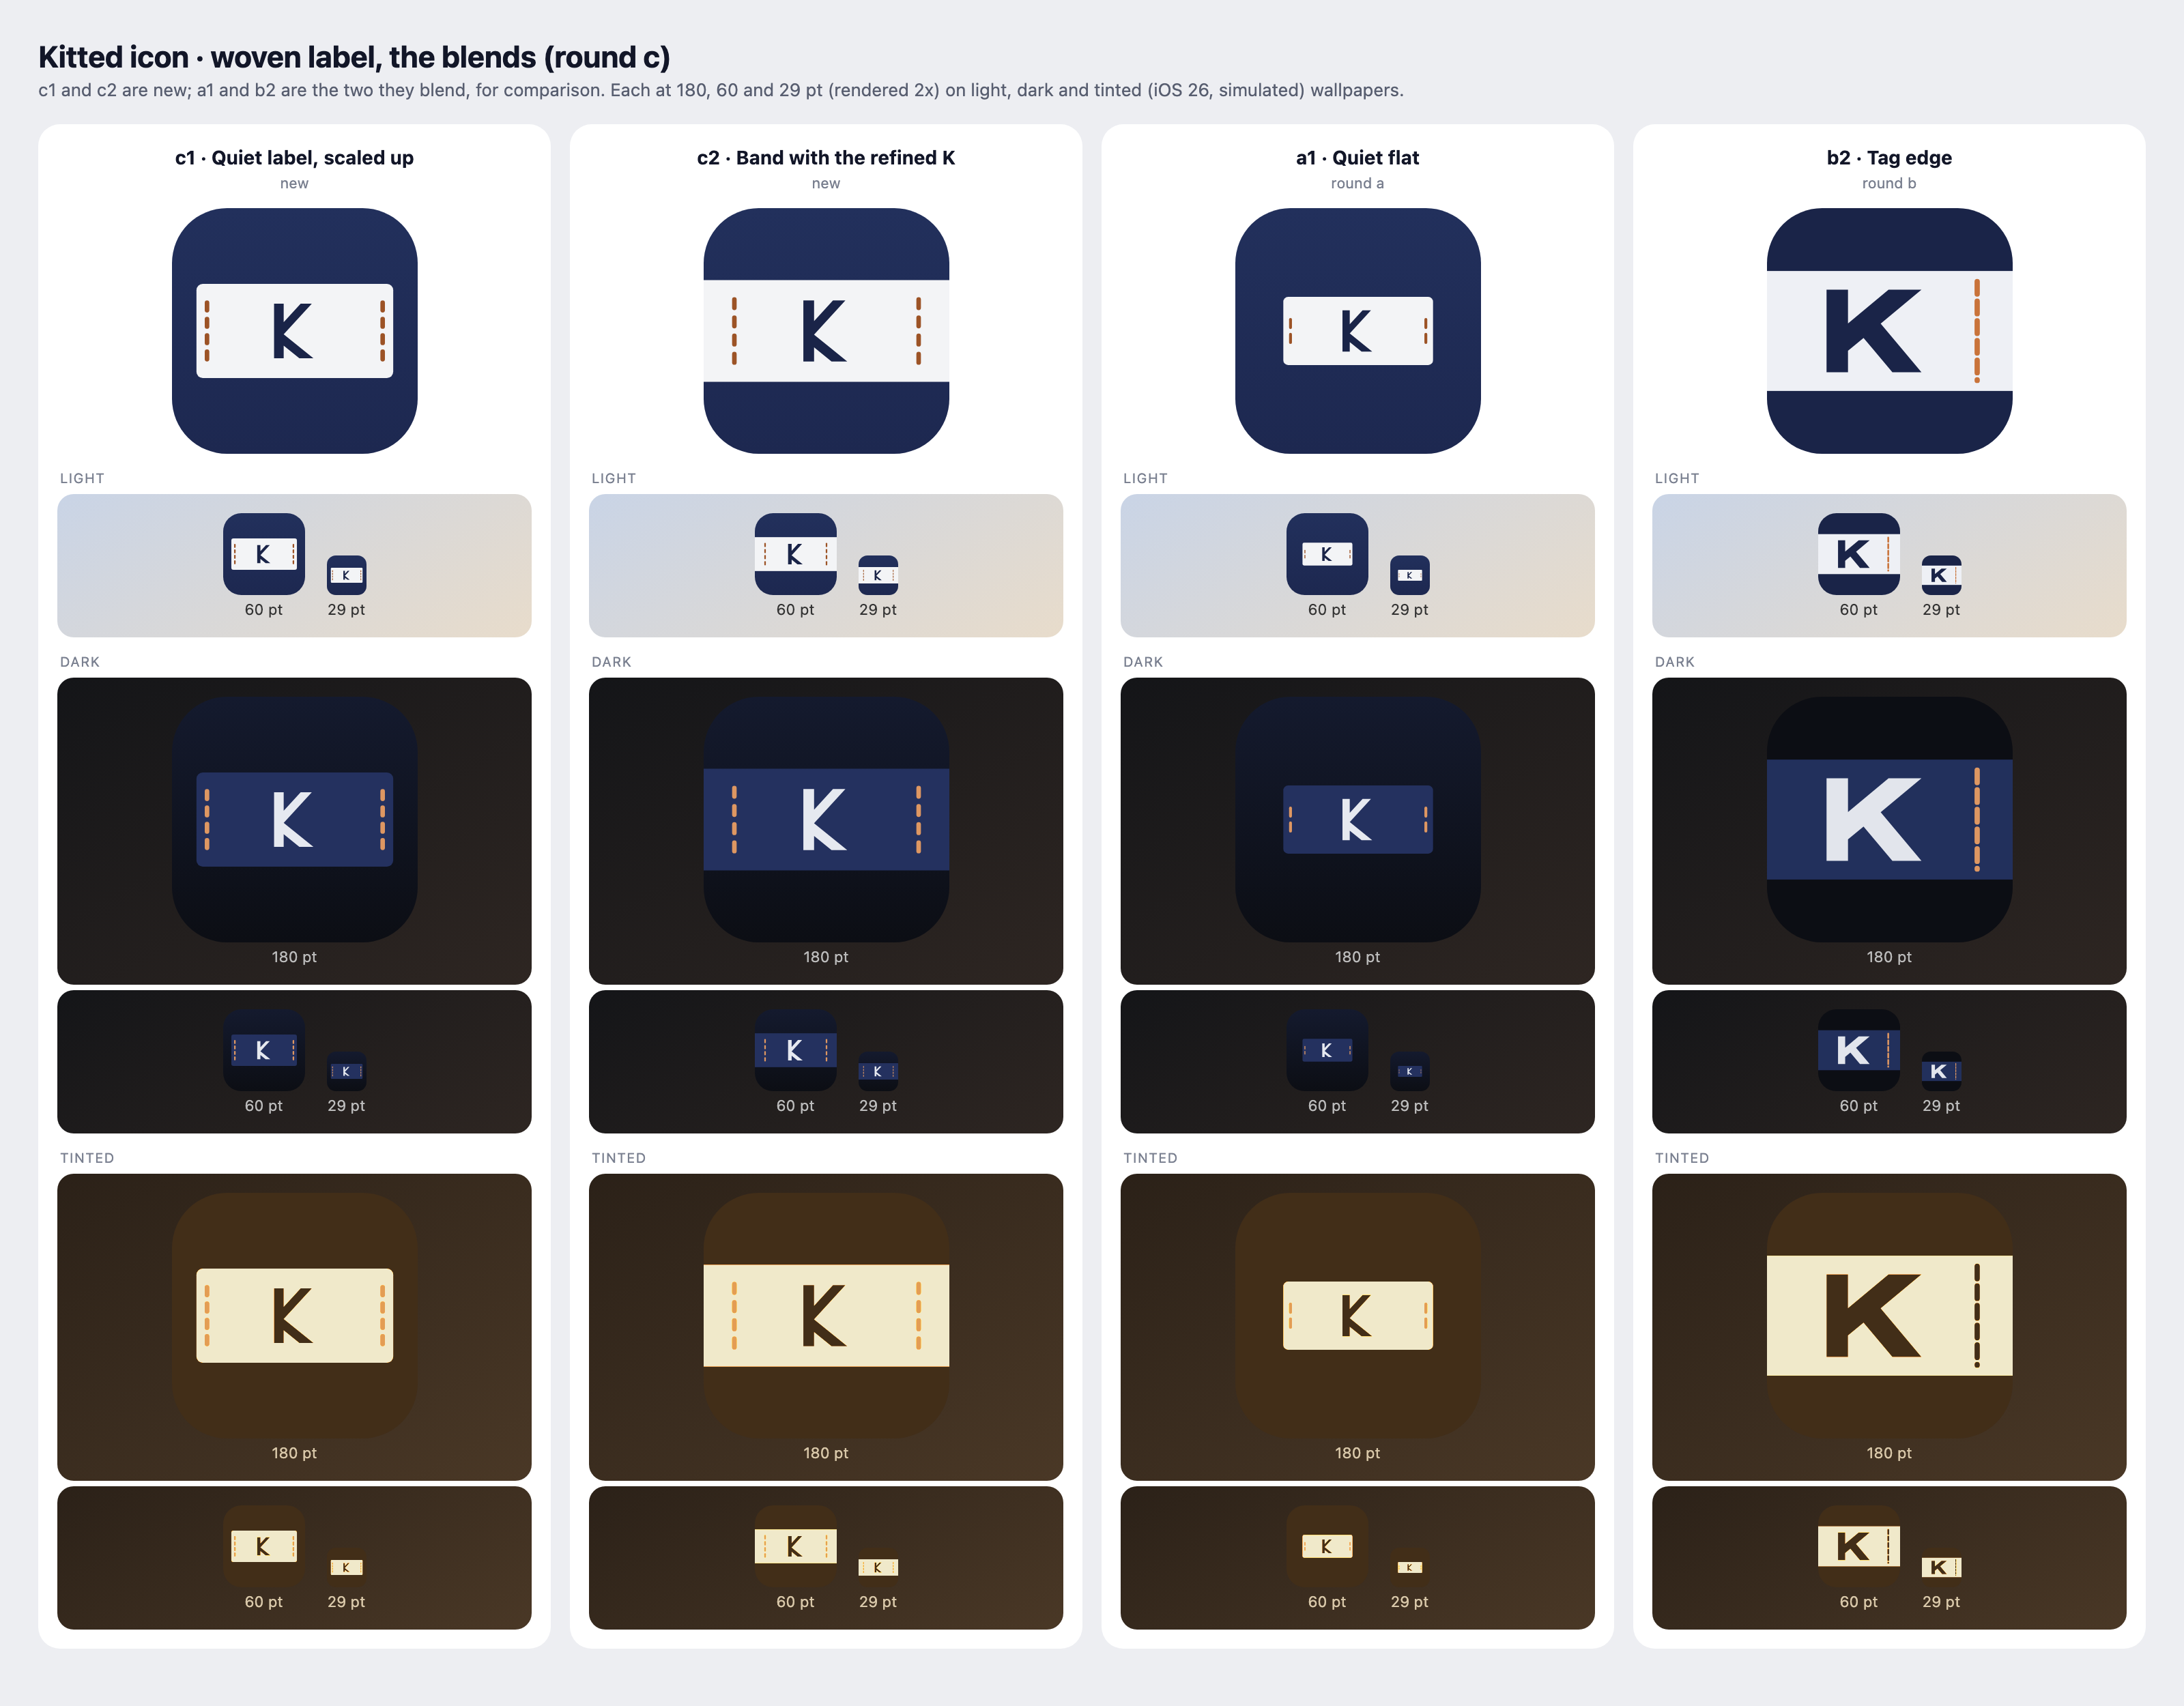 Kitted icon · woven label, the blends (round c)
c1 and c2 are new; a1 and b2 are the two they blend, for comparison. Each at 180, 60 and 29 pt (rendered 2x) on light, dark and tinted (iOS 26, simulated) wallpapers.
c1 · Quiet label, scaled up
new
K
LIGHT
K
K
60 pt
29 pt
DARK
K
180 pt
K
K
60 pt
29 pt
TINTED
K
180 pt
K
K
60 pt
29 pt
c2 · Band with the refined K
new
K
LIGHT
K
K
60 pt
29 pt
DARK
K
180 pt
K
K
60 pt
29 pt
TINTED
K
180 pt
K
K
60 pt
29 pt
a1 · Quiet flat
round a
K
LIGHT
K
K
60 pt
29 pt
DARK
K
180 pt
K
K
60 pt
29 pt
TINTED
K
180 pt
K
K
60 pt
29 pt
b2 · Tag edge
round b
K
LIGHT
K
K
60 pt
29 pt
DARK
K
180 pt
K
K
60 pt
29 pt
TINTED
K
180 pt
K
K
60 pt
29 pt